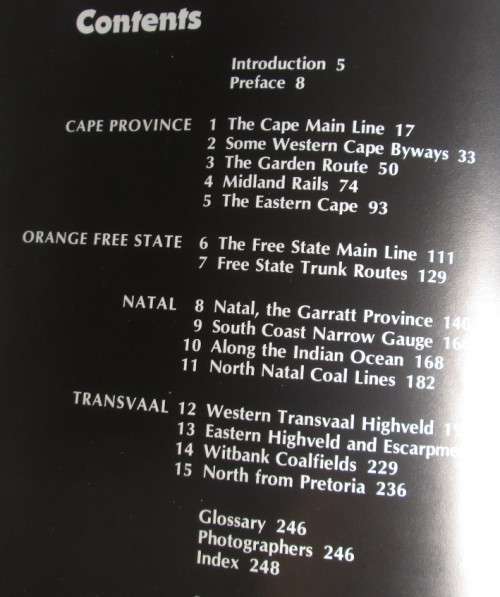 Contents
Introduction 5
Preface 8
CAPE PROVINCE 1 The Cape Main Line 17
2 Some Western Cape Byways 33
3 The Garden Route 50
4 Midland Rails 74
5 The Eastern Cape 93
ORANGE FREE STATE 6 The Free State Main Line 111
7 Free State Trunk Routes 129
NATAL 8 Natal, the Garratt Province
9 South Coast Narrow Gauge
10 Along the Indian Ocean 168
11 North Natal Coal Lines 182
TRANSVAAL 12 Western Transvaal Highveld
13 Eastern Highveld and Escarpme
14 Witbank Coalfields 229
15 North from Pretoria 236
Glossary 246
Photographers 246
Index 248